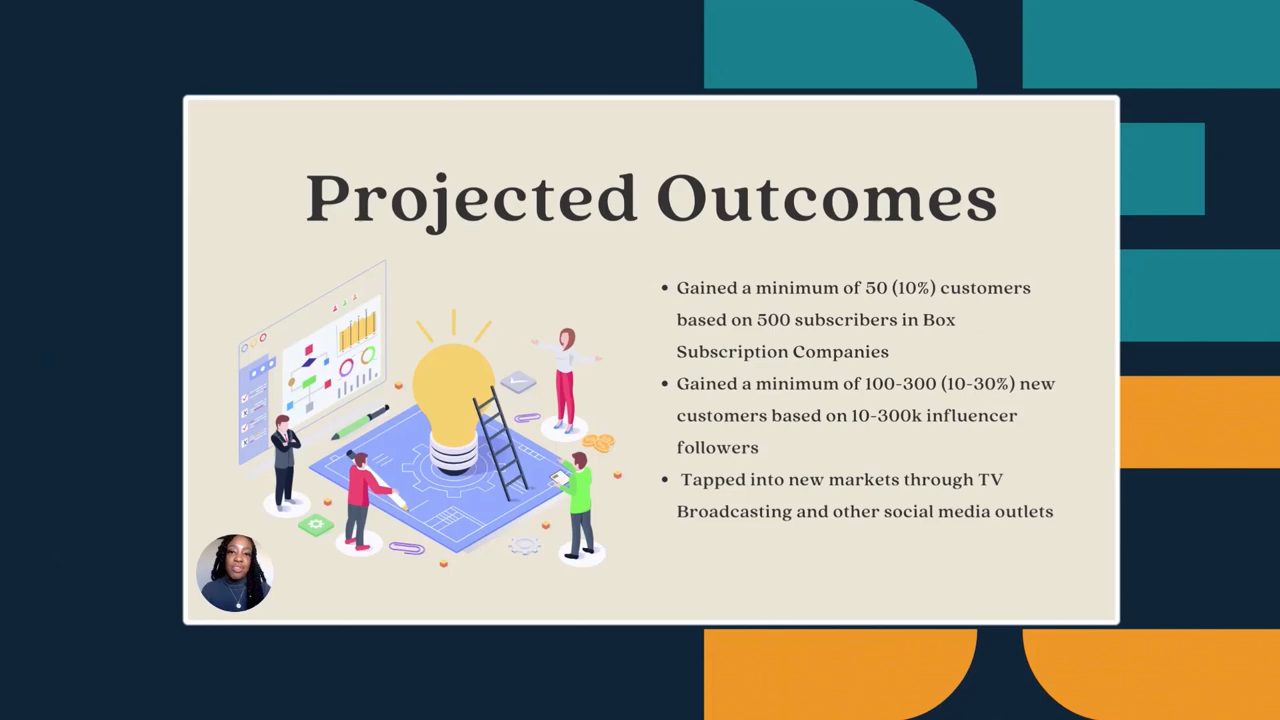 Projected Outcomes
• Gained a minimum of 50 (10%) customers
based on 500 subscribers in Box
Subscription Companies
• Gained a minimum of 100-300 (10-30%) new
customers based on 10-300k influencer
followers
• Tapped into new markets through TV
Broadcasting and other social media outlets